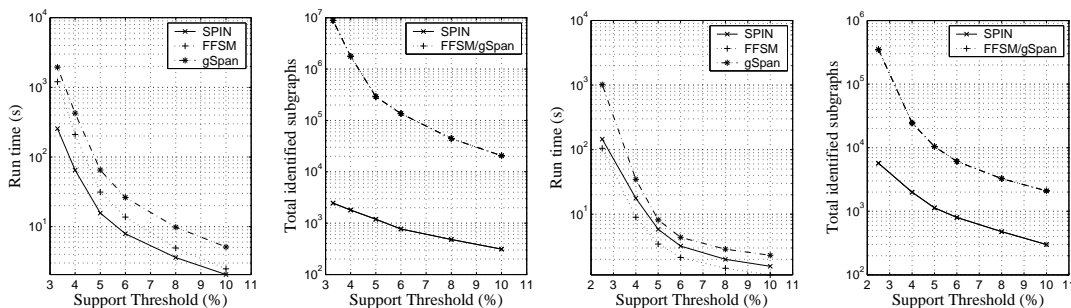 10^4
10^3
10^2
10^1
Run time (s)
3 4 5 6 7 8 9 10 11
Support Threshold (%)
SPIN
FFSM
gSpan
10^7
10^6
10^5
10^4
10^3
10^2
Total identified subgraphs
3 4 5 6 7 8 9 10 11
Support Threshold (%)
SPIN
FFSM/gSpan
10^4
10^3
10^2
10^1
Run time (s)
2 3 4 5 6 7 8 9 10 11
Support Threshold (%)
SPIN
FFSM
gSpan
10^6
10^5
10^4
10^3
10^2
Total identified subgraphs
2 3 4 5 6 7 8 9 10 11
Support Threshold (%)
SPIN
FFSM/gSpan